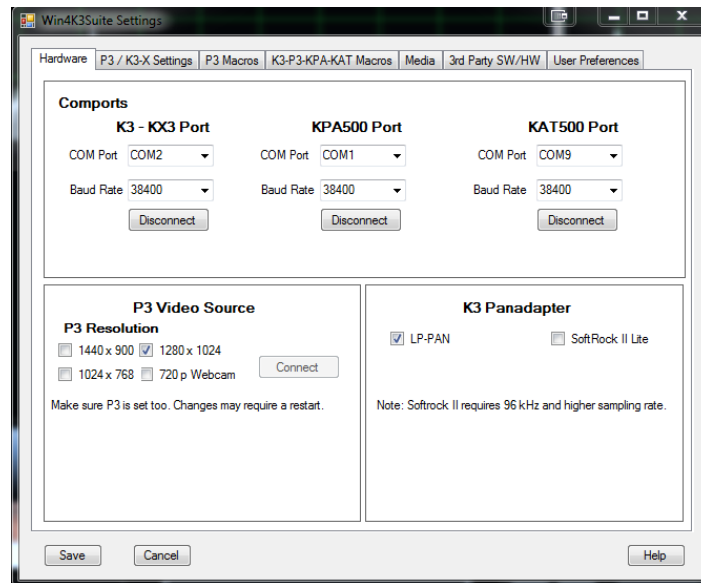 Win4K3Suite Settings
Hardware P3 / K3-X Settings P3 Macros K3-P3-KPA-KAT Macros Media 3rd Party SW/HW User Preferences
Comports
K3 - KX3 Port KPA500 Port KAT500 Port
COM Port COM2 COM Port COM1 COM Port COM9
Baud Rate 38400 Baud Rate 38400 Baud Rate 38400
Disconnect Disconnect Disconnect
P3 Video Source
P3 Resolution
1440 x 900 1280 x 1024
1024 x 768 720 p Webcam
Connect
Make sure P3 is set too. Changes may require a restart.
K3 Panadapter
LP-PAN SoftRock II Lite
Note: Softrock II requires 96 kHz and higher sampling rate.
Save Cancel Help